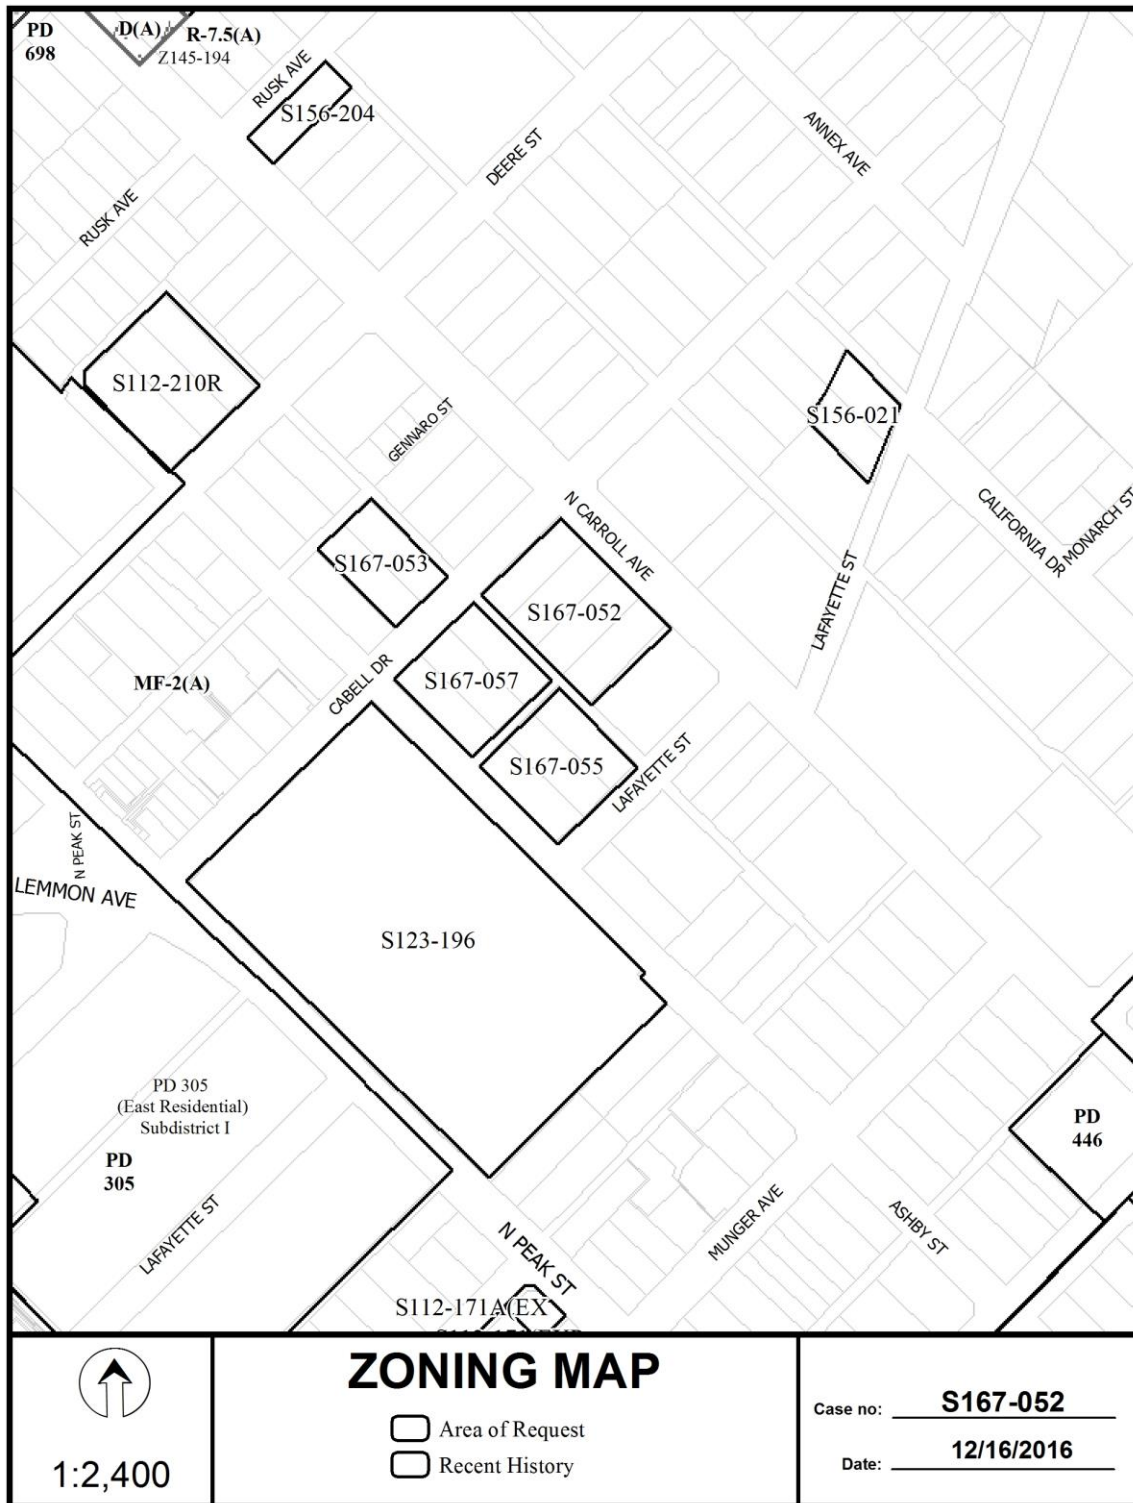 PD
698
D(A)
R-7.5(A)
Z145-194
RUSK AVE
S156-204
DEERE ST
ANNEX AVE
RUSK AVE
S112-210R
GENNARO ST
S156-021
N CARROLL AVE
CALIFORNIA DR
MONARCH ST
S167-053
S167-052
LAFAYETTE ST
MF-2(A)
CABELL DR
S167-057
S167-055
LAFAYETTE ST
N PEAK ST
LEMMON AVE
S123-196
PD 305
(East Residential)
Subdistrict I
PD
305
PD
446
LAFAYETTE ST
N PEAK ST
MUNGER AVE
ASHBY ST
S112-171A(EX
ZONING MAP
Area of Request
Recent History
1:2,400
Case no: S167-052
Date: 12/16/2016